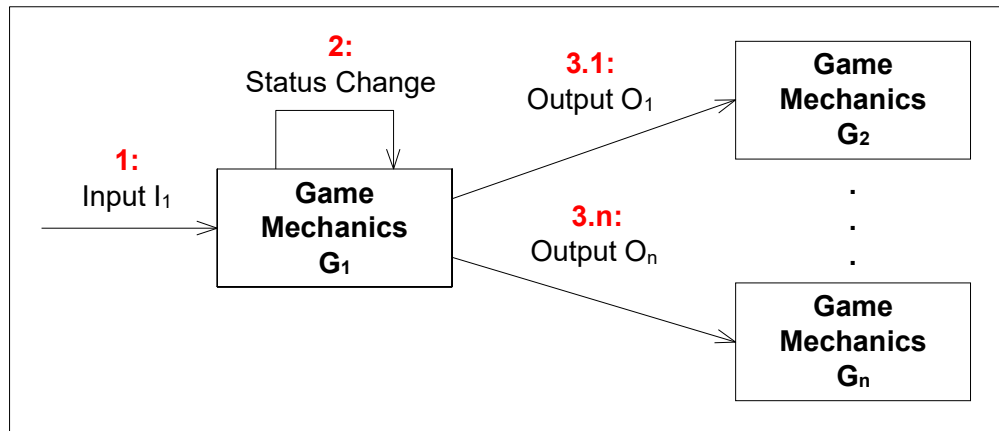 1:
Input I₁
2:
Status Change
Game
Mechanics
G₁
3.1:
Output O₁
3.n:
Output Oₙ
Game
Mechanics
G₂
.
.
.
Game
Mechanics
Gₙ